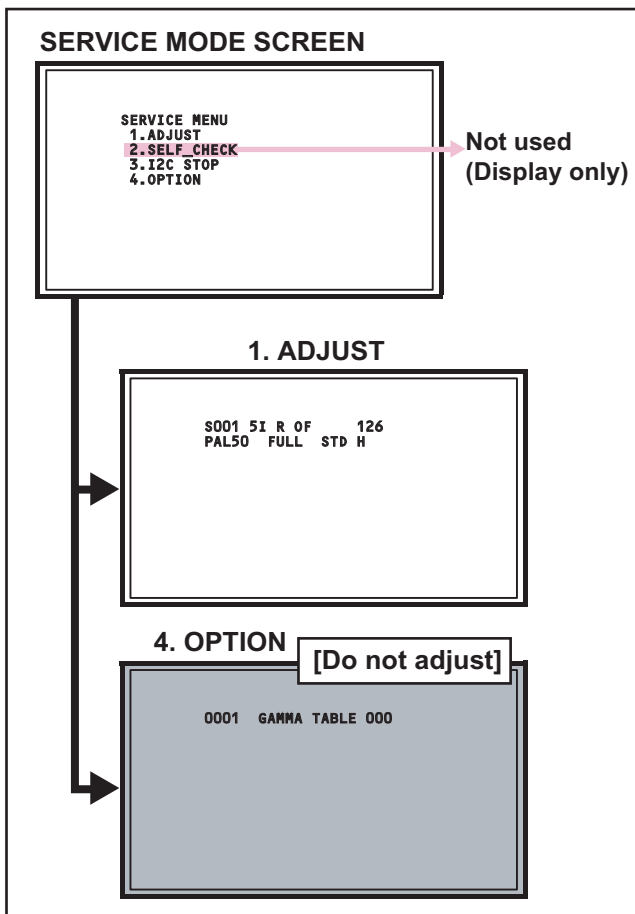 SERVICE MODE SCREEN
SERVICE MENU
1.ADJUST
2.SELF_CHECK
3.I2C STOP
4.OPTION
Not used
(Display only)
1. ADJUST
S001 5I R OF 126
PAL50 FULL STD H
4. OPTION
[Do not adjust]
0001 GAMMA TABLE 000